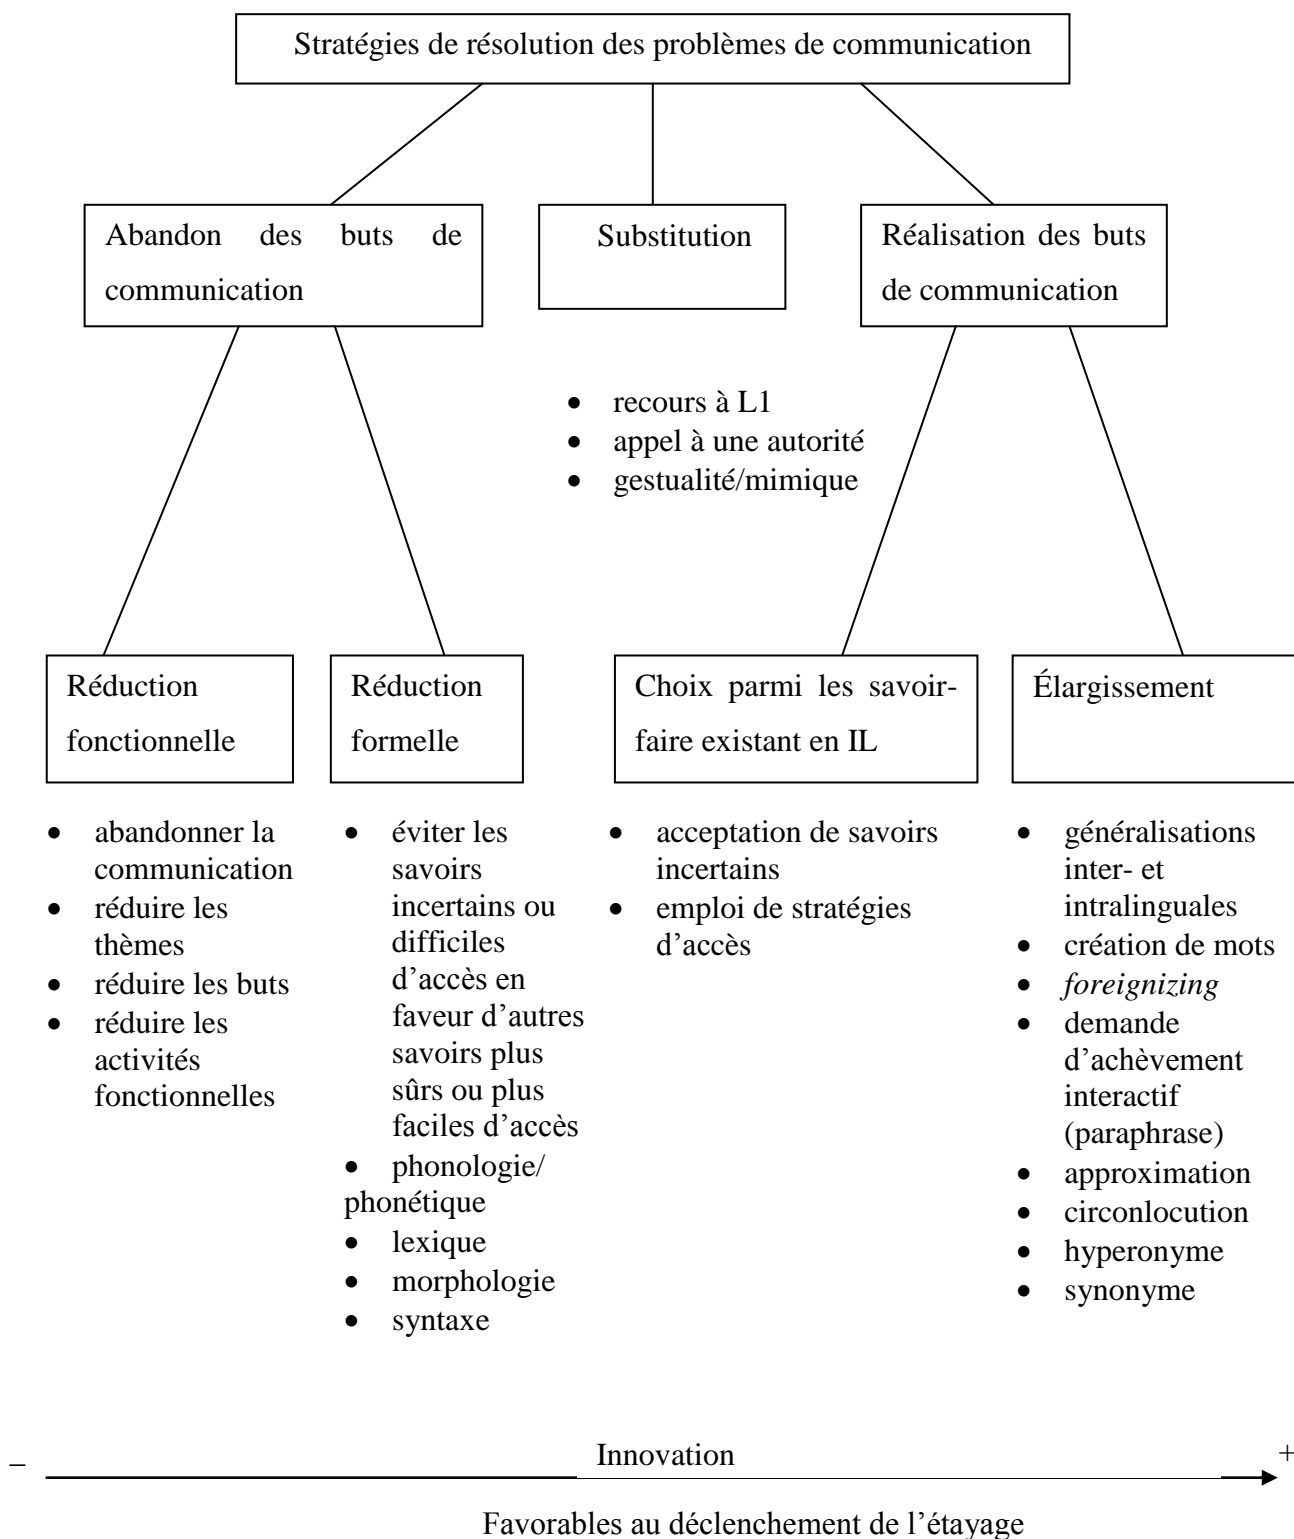 Stratégies de résolution des problèmes de communication
Abandon des buts de
communication
Substitution
Réalisation des buts
de communication
• recours à L1
• appel à une autorité
• gestualité/mimique
Réduction
fonctionnelle
Réduction
formelle
Choix parmi les savoir-
faire existant en IL
Élargissement
• abandonner la
communication
• réduire les
thèmes
• réduire les buts
• réduire les
activités
fonctionnelles
• éviter les
savoirs
incertains ou
difficiles
d’accès en
faveur d’autres
savoirs plus
sûrs ou plus
faciles d’accès
• phonologie/
phonétique
• lexique
• morphologie
• syntaxe
• acceptation de savoirs
incertains
• emploi de stratégies
d’accès
• généralisations
inter- et
intralinguales
• création de mots
• foreignizing
• demande
d’achèvement
interactif
(paraphrase)
• approximation
• circonlocution
• hyperonyme
• synonyme
– Innovation +
Favorables au déclenchement de l’étayage